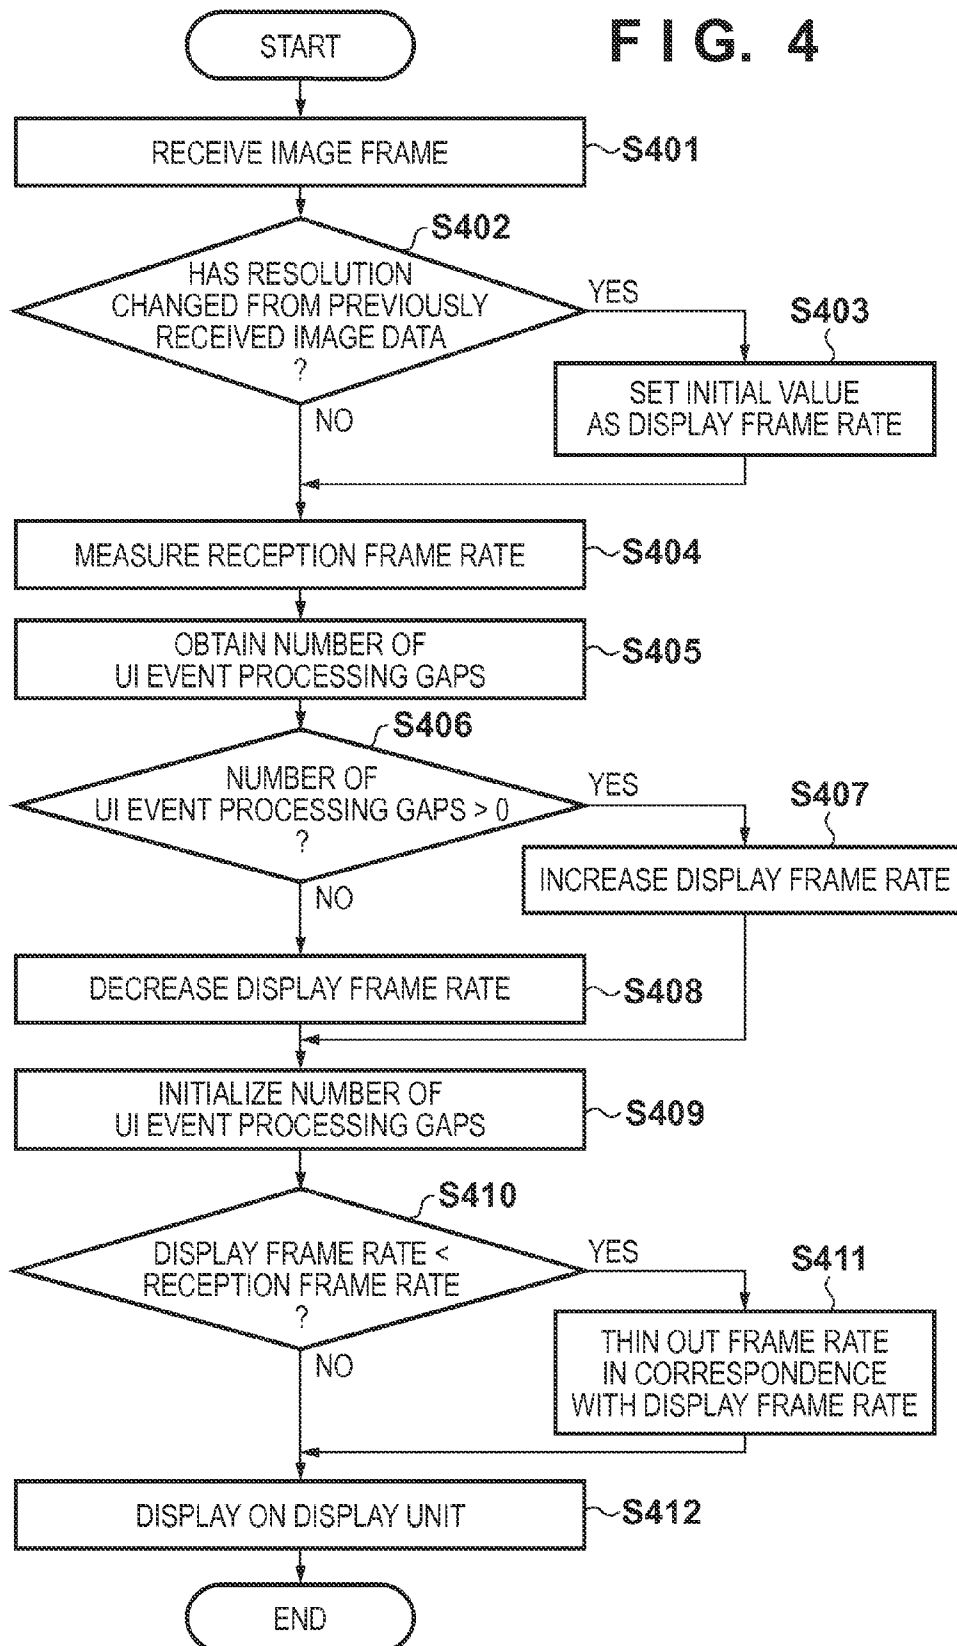 FIG. 4
START
RECEIVE IMAGE FRAME
S401
S402
HAS RESOLUTION
CHANGED FROM PREVIOUSLY
RECEIVED IMAGE DATA
?
YES
NO
S403
SET INITIAL VALUE
AS DISPLAY FRAME RATE
MEASURE RECEPTION FRAME RATE
S404
OBTAIN NUMBER OF
UI EVENT PROCESSING GAPS
S405
S406
NUMBER OF
UI EVENT PROCESSING GAPS > 0
?
YES
NO
S407
INCREASE DISPLAY FRAME RATE
DECREASE DISPLAY FRAME RATE
S408
INITIALIZE NUMBER OF
UI EVENT PROCESSING GAPS
S409
S410
DISPLAY FRAME RATE <
RECEPTION FRAME RATE
?
YES
NO
S411
THIN OUT FRAME RATE
IN CORRESPONDENCE
WITH DISPLAY FRAME RATE
DISPLAY ON DISPLAY UNIT
S412
END